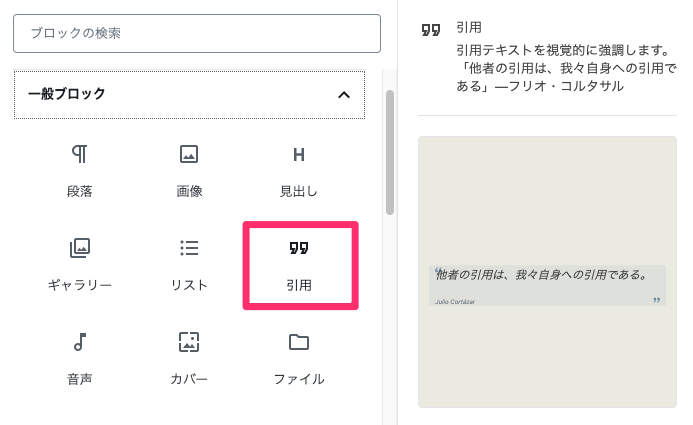 ブロックの検索
一般ブロック
段落
画像
見出し
ギャラリー
リスト
引用
音声
カバー
ファイル
引用
引用テキストを視覚的に強調します。
「他者の引用は、我々自身への引用で
ある」—フリオ・コルタサル
“他者の引用は、我々自身への引用である。
Julio Cortázar
”